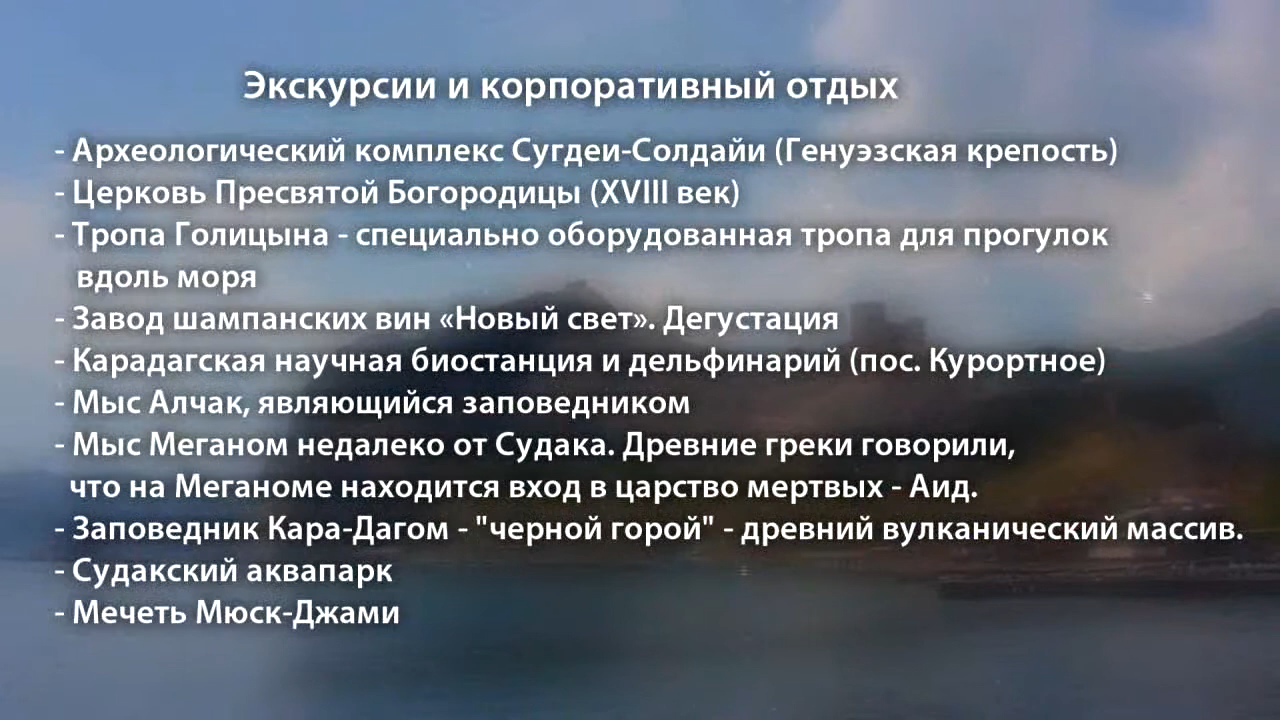 Экскурсии и корпоративный отдых
- Археологический комплекс Сугдеи-Солдайи (Генуэзская крепость)
- Церковь Пресвятой Богородицы (XVIII век)
- Тропа Голицына - специально оборудованная тропа для прогулок
вдоль моря
- Завод шампанских вин «Новый свет». Дегустация
- Карадагская научная биостанция и дельфинарий (пос. Курортное)
- Мыс Алчак, являющийся заповедником
- Мыс Меганом недалеко от Судака. Древние греки говорили,
что на Меганоме находится вход в царство мертвых - Аид.
- Заповедник Кара-Дагом - "черной горой" - древний вулканический массив.
- Судакский аквапарк
- Мечеть Мюск-Джами